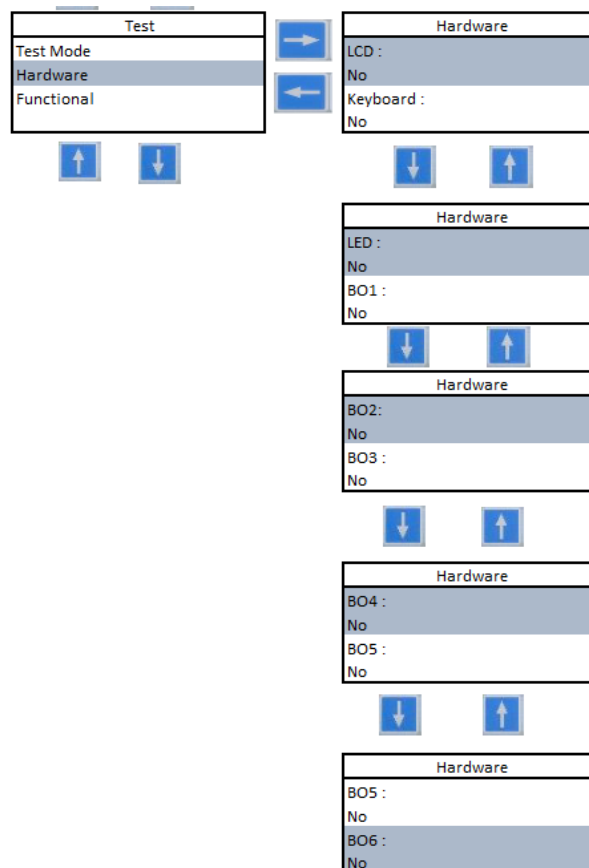 Test
Test Mode
Hardware
Functional
Hardware
LCD :
No
Keyboard :
No
Hardware
LED :
No
BO1 :
No
Hardware
BO2:
No
BO3 :
No
Hardware
BO4 :
No
BO5 :
No
Hardware
BO5 :
No
BO6 :
No